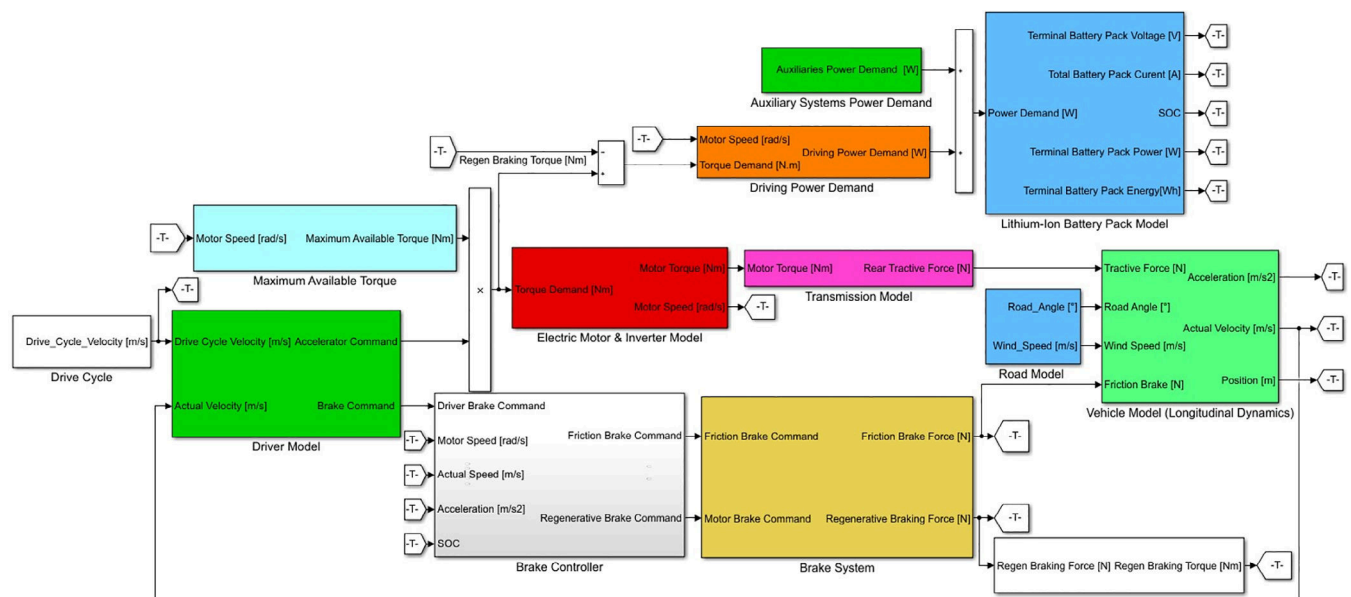 Terminal Battery Pack Voltage [V]
-T-
Auxiliaries Power Demand [W]
Auxiliary Systems Power Demand
+
+
Power Demand [W]
Total Battery Pack Curent [A]
-T-
SOC
-T-
Terminal Battery Pack Power [W]
-T-
Terminal Battery Pack Energy[Wh]
-T-
Lithium-Ion Battery Pack Model
-T-
Regen Braking Torque [Nm]
-
+
-T-
Motor Speed [rad/s]
Torque Demand [N.m]
Driving Power Demand [W]
Driving Power Demand
-T-
Motor Speed [rad/s]
Maximum Available Torque [Nm]
Maximum Available Torque
×
-T-
Drive_Cycle_Velocity [m/s]
Drive Cycle
Drive Cycle Velocity [m/s]
Accelerator Command
Actual Velocity [m/s]
Brake Command
Driver Model
Torque Demand [Nm]
Motor Torque [Nm]
Motor Speed [rad/s]
-T-
Electric Motor & Inverter Model
Motor Torque [Nm]
Rear Tractive Force [N]
Transmission Model
Road_Angle [°]
Wind_Speed [m/s]
Road Model
Tractive Force [N]
Road Angle [°]
Wind Speed [m/s]
Friction Brake [N]
Acceleration [m/s2]
-T-
Actual Velocity [m/s]
-T-
Position [m]
-T-
Vehicle Model (Longitudinal Dynamics)
Driver Brake Command
-T-
Motor Speed [rad/s]
-T-
Actual Speed [m/s]
-T-
Acceleration [m/s2]
-T-
SOC
Friction Brake Command
Regenerative Brake Command
Brake Controller
Friction Brake Command
Motor Brake Command
Friction Brake Force [N]
-T-
Regenerative Braking Force [N]
-T-
Brake System
Regen Braking Force [N]
Regen Braking Torque [Nm]
-T-